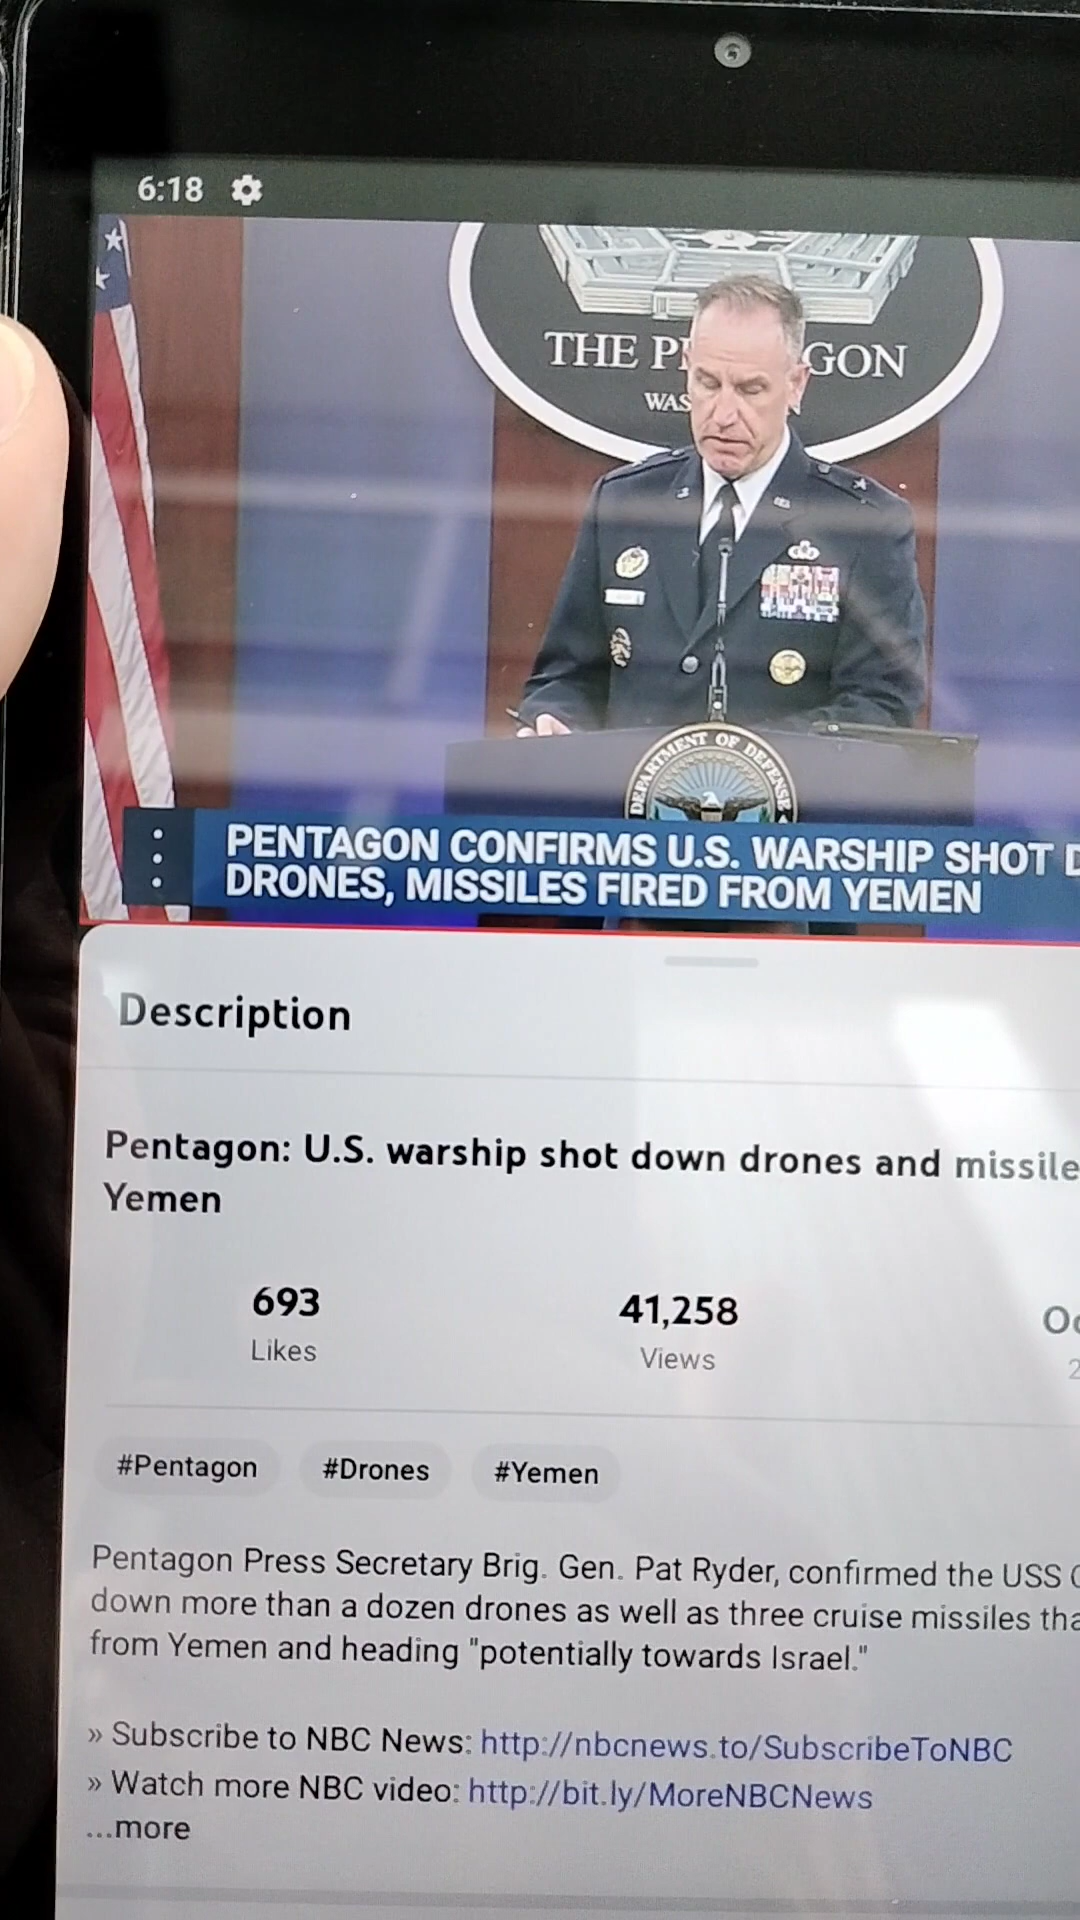 6:18
THE P GON
WAS
DEPARTMENT OF DEFENSE
PENTAGON CONFIRMS U.S. WARSHIP SHOT D
DRONES, MISSILES FIRED FROM YEMEN
Description
Pentagon: U.S. warship shot down drones and missile
Yemen
693
41,258
Likes
Views
2
#Pentagon #Drones #Yemen
Pentagon Press Secretary Brig. Gen. Pat Ryder, confirmed the USS
down more than a dozen drones as well as three cruise missiles tha
from Yemen and heading "potentially towards Israel."
» Subscribe to NBC News: http://nbcnews.to/SubscribeToNBC
» Watch more NBC video: http://bit.ly/MoreNBCNews
...more